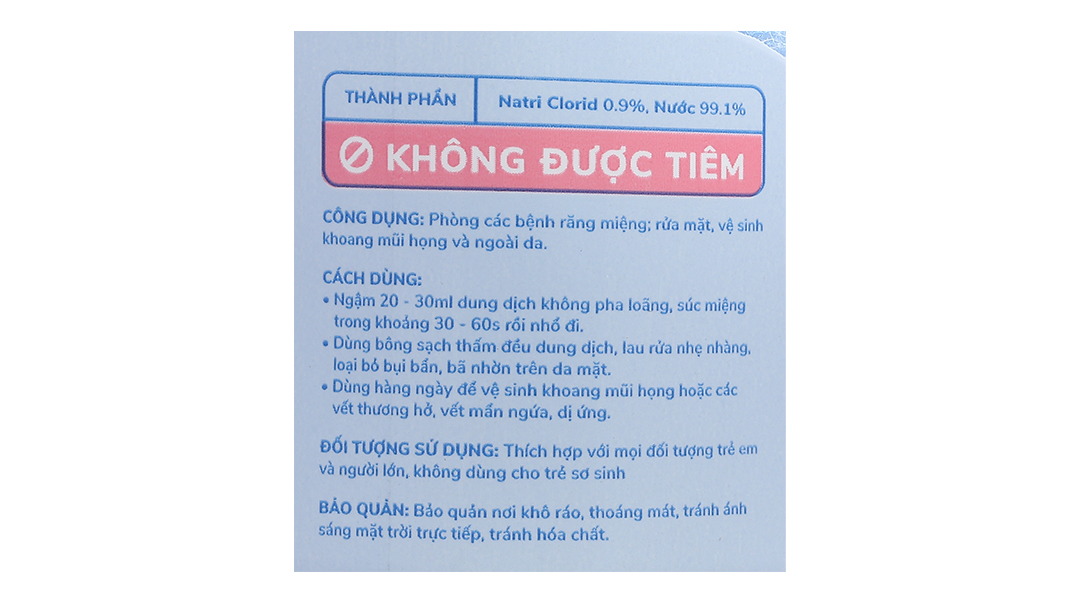 THÀNH PHẦN
Natri Clorid 0.9%, Nước 99.1%
KHÔNG ĐƯỢC TIÊM
CÔNG DỤNG: Phòng các bệnh răng miệng; rửa mặt, vệ sinh
khoang mũi họng và ngoài da.
CÁCH DÙNG:
• Ngậm 20 - 30ml dung dịch không pha loãng, súc miệng
trong khoảng 30 - 60s rồi nhổ đi.
• Dùng bông sạch thấm đều dung dịch, lau rửa nhẹ nhàng,
loại bỏ bụi bẩn, bã nhờn trên da mặt.
• Dùng hàng ngày để vệ sinh khoang mũi họng hoặc các
vết thương hở, vết mẩn ngứa, dị ứng.
ĐỐI TƯỢNG SỬ DỤNG: Thích hợp với mọi đối tượng trẻ em
và người lớn, không dùng cho trẻ sơ sinh
BẢO QUẢN: Bảo quản nơi khô ráo, thoáng mát, tránh ánh
sáng mặt trời trực tiếp, tránh hóa chất.